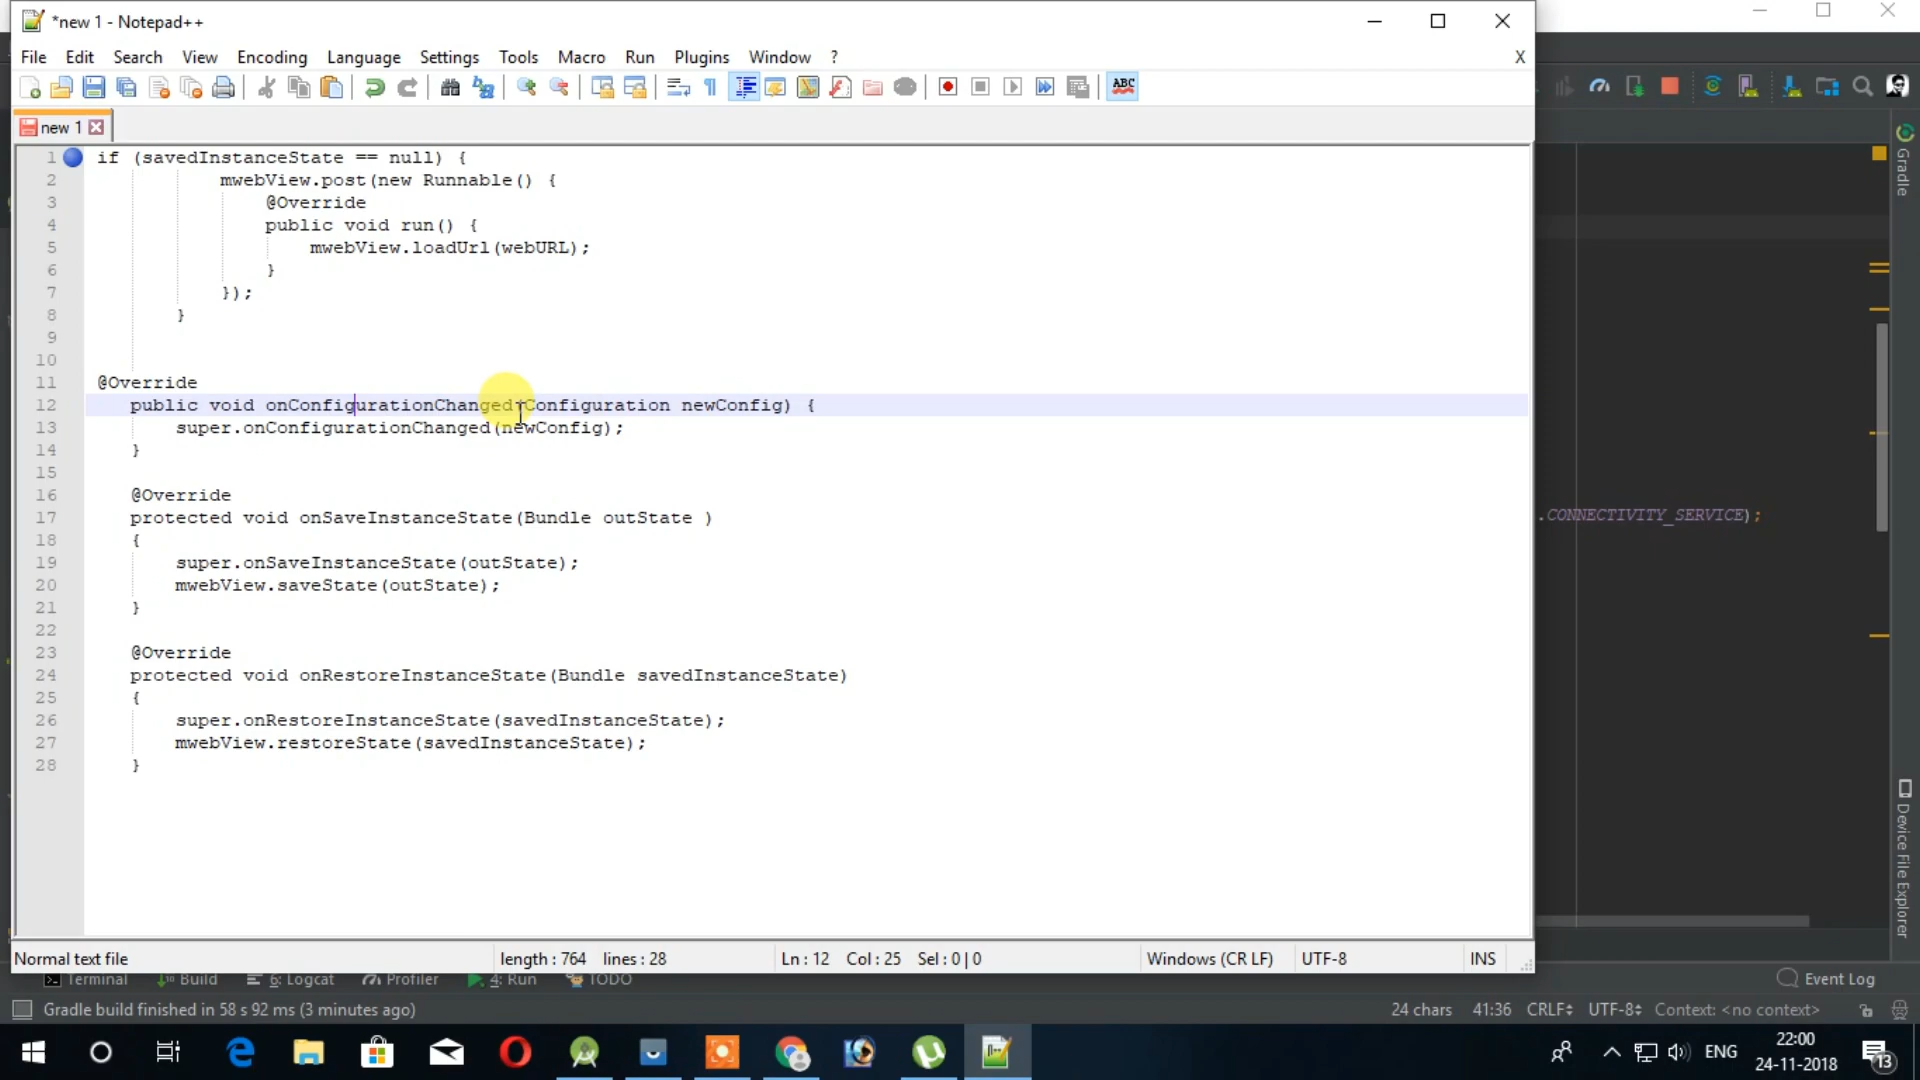 *new 1 - Notepad++
File Edit Search View Encoding Language Settings Tools Macro Run Plugins Window ? X
ABC
new 1
1 if (savedInstanceState == null) {
2 mwebView.post(new Runnable() {
3 @Override
4 public void run() {
5 mwebView.loadUrl(webURL);
6 }
7 });
8 }
9
10
11 @Override
12 public void onConfigurationChanged(Configuration newConfig) {
13 super.onConfigurationChanged(newConfig);
14 }
15
16 @Override
17 protected void onSaveInstanceState(Bundle outState )
18 {
19 super.onSaveInstanceState(outState);
20 mwebView.saveState(outState);
21 }
22
23 @Override
24 protected void onRestoreInstanceState(Bundle savedInstanceState)
25 {
26 super.onRestoreInstanceState(savedInstanceState);
27 mwebView.restoreState(savedInstanceState);
28 }
Gradle
.CONNECTIVITY_SERVICE);
Device File Explorer
Normal text file length : 764 lines : 28 Ln : 12 Col : 25 Sel : 0 | 0 Windows (CR LF) UTF-8 INS
Terminal Build 6: Logcat Profiler 4: Run TODO Event Log
Gradle build finished in 58 s 92 ms (3 minutes ago) 24 chars 41:36 CRLF UTF-8 Context: <no context>
ENG 22:00
24-11-2018 13